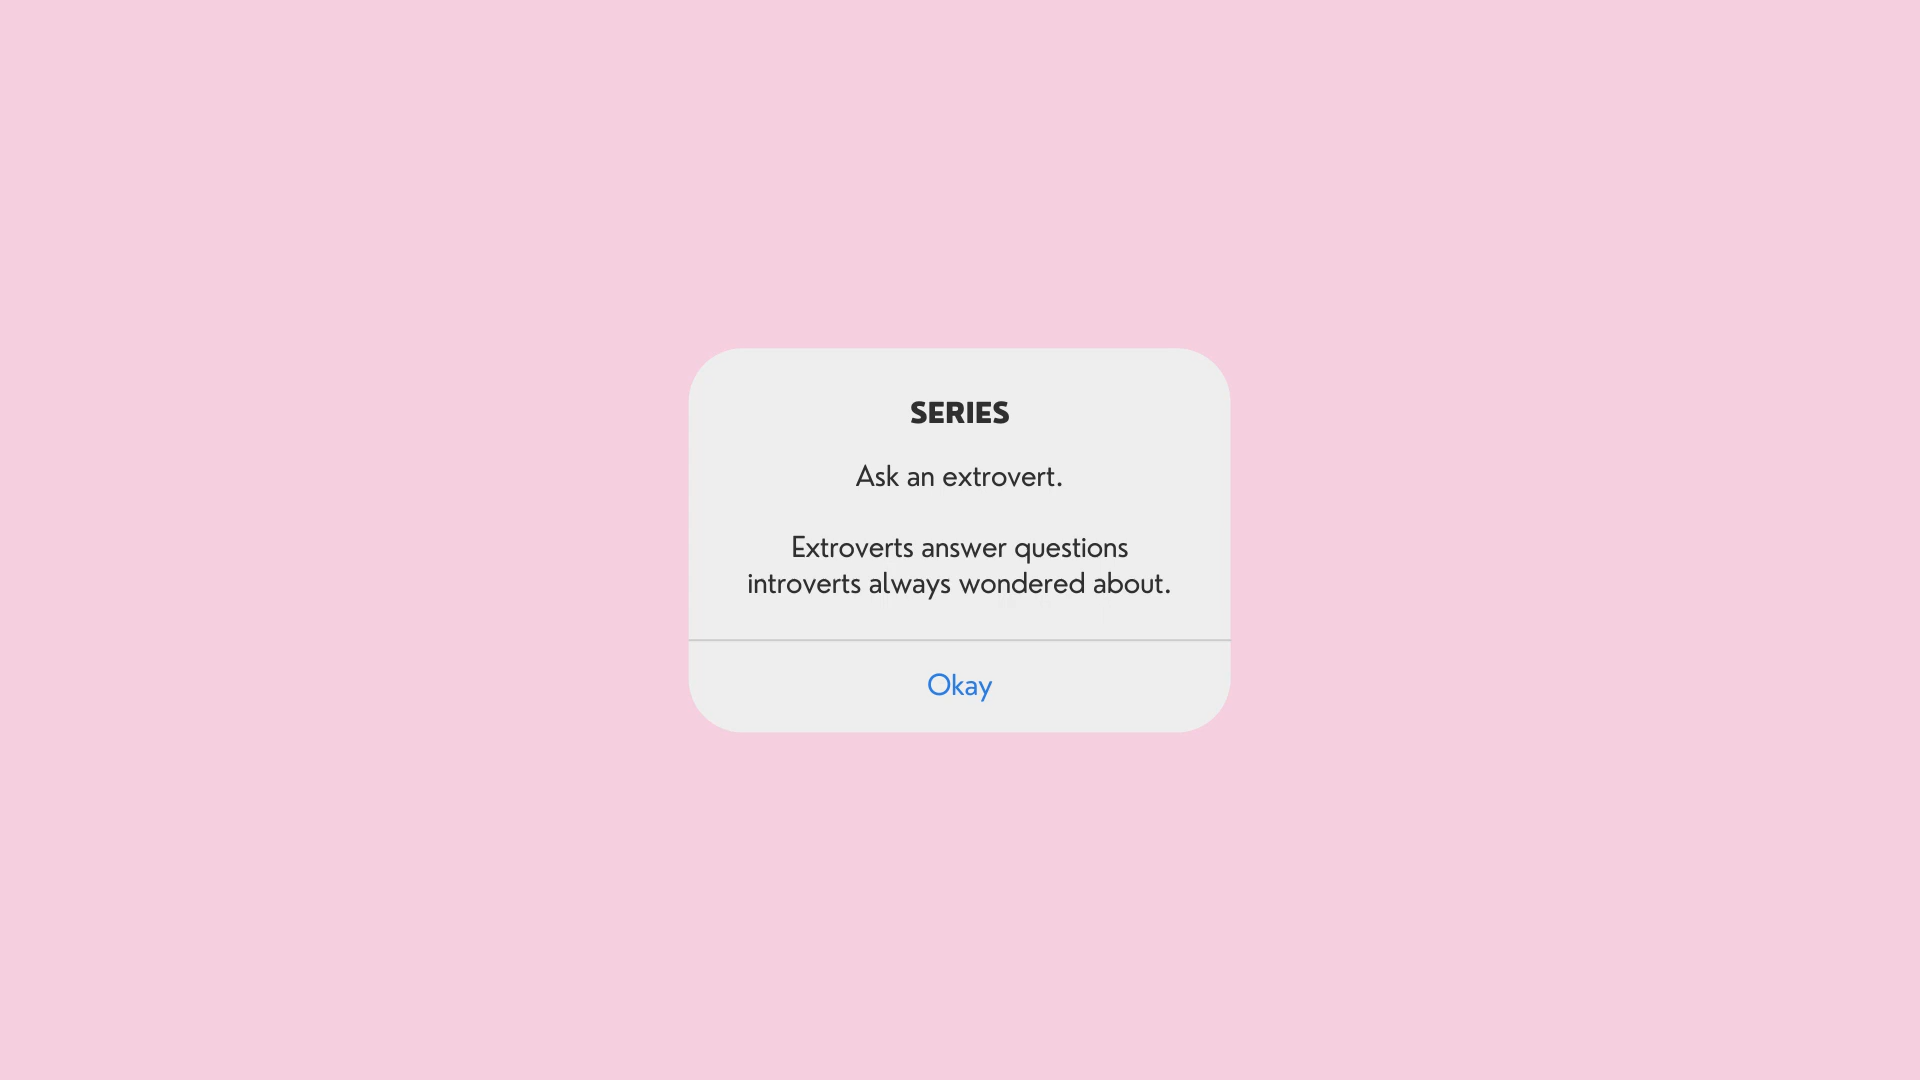 SERIES
Ask an extrovert.
Extroverts answer questions
introverts always wondered about.
Okay